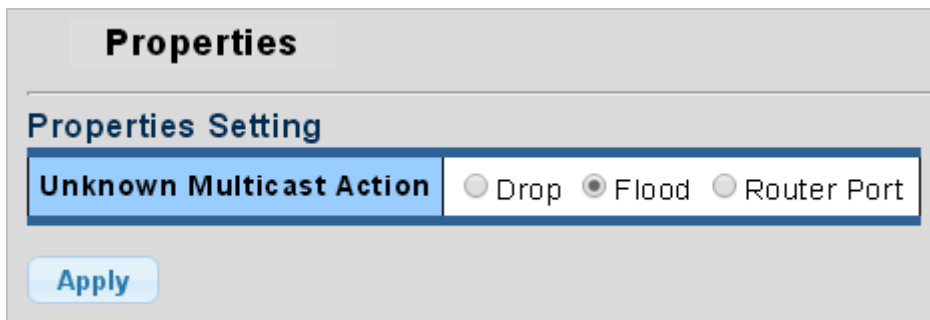 Properties
Properties Setting
Unknown Multicast Action Drop Flood Router Port
Apply